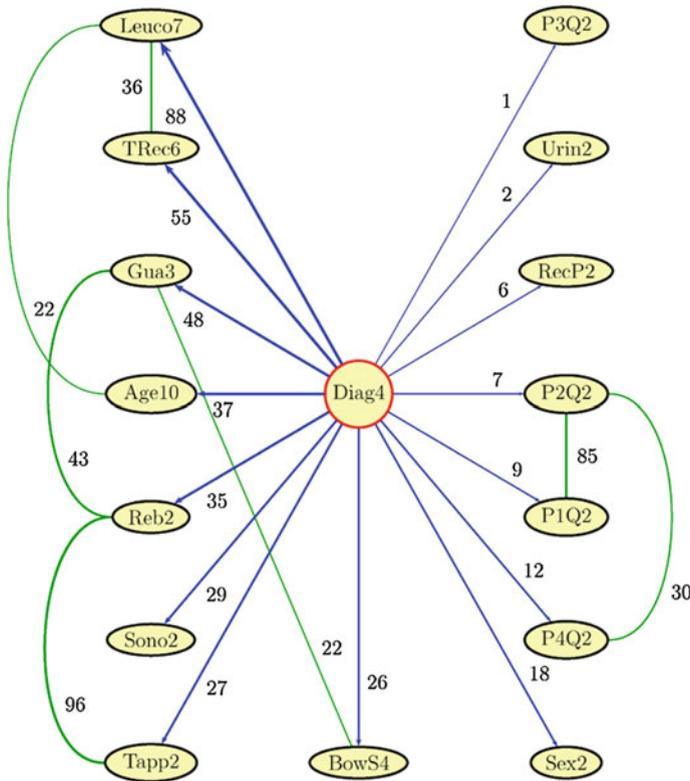 Leuco7
P3Q2
36
1
88
TRec6
Urin2
2
55
Gua3
RecP2
6
22
48
7
Age10
Diag4
P2Q2
37
43
9
85
35
Reb2
P1Q2
12
29
30
Sono2
P4Q2
22
18
27
26
96
Tapp2
BowS4
Sex2